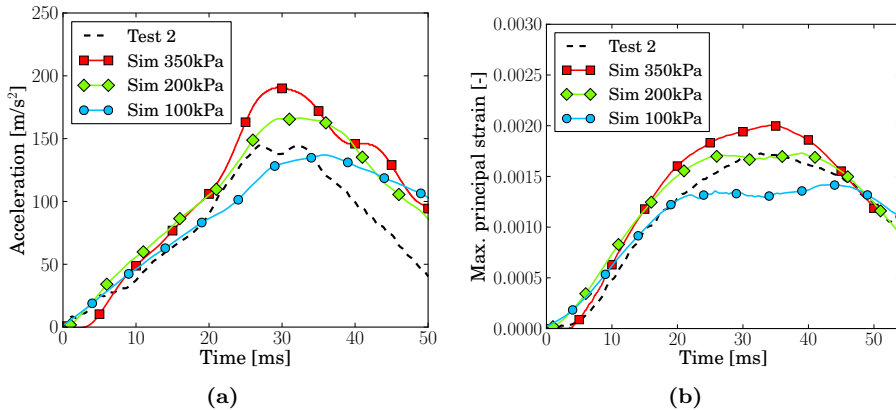 250
200
150
100
50
0
Acceleration [m/s²]
Test 2
Sim 350kPa
Sim 200kPa
Sim 100kPa
0 10 20 30 40 50
Time [ms]
(a)
0.0030
0.0025
0.0020
0.0015
0.0010
0.0005
0.0000
Max. principal strain [-]
Test 2
Sim 350kPa
Sim 200kPa
Sim 100kPa
0 10 20 30 40 50
Time [ms]
(b)